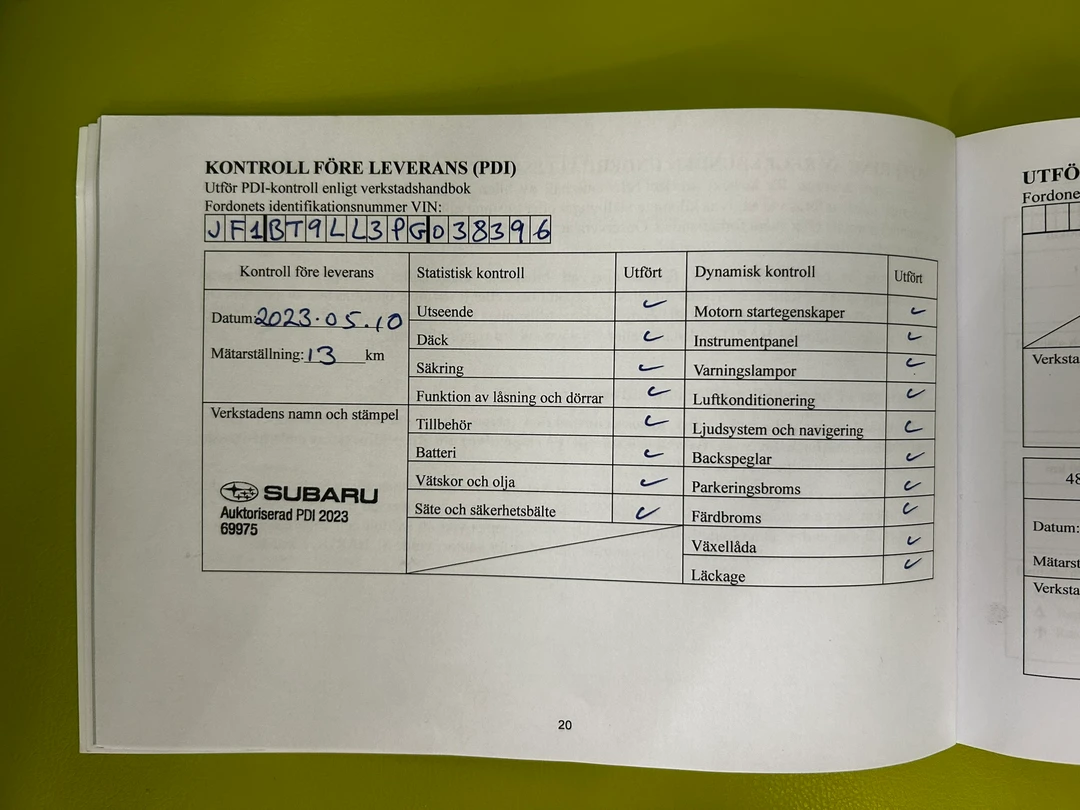 KONTROLL FÖRE LEVERANS (PDI)
Utför PDI-kontroll enligt verkstadshandbok
Fordonets identifikationsnummer VIN:
JF1BT9LL3PG038396
Kontroll före leverans
Statistisk kontroll
Utfört
Dynamisk kontroll
Utfört
Datum: 2023.05.10
Mätarställning: 13 km
Utseende
Motorn startegenskaper
Däck
Instrumentpanel
Säkring
Varningslampor
Funktion av låsning och dörrar
Luftkonditionering
Verkstadens namn och stämpel
Tillbehör
Ljudsystem och navigering
Batteri
Backspeglar
Vätskor och olja
Parkeringsbroms
Säte och säkerhetsbälte
Färdbroms
Växellåda
Läckage
SUBARU
Auktoriserad PDI 2023
69975
20
UTFÖ
Fordone
Verksta
48
Datum:
Mätarst
Verksta